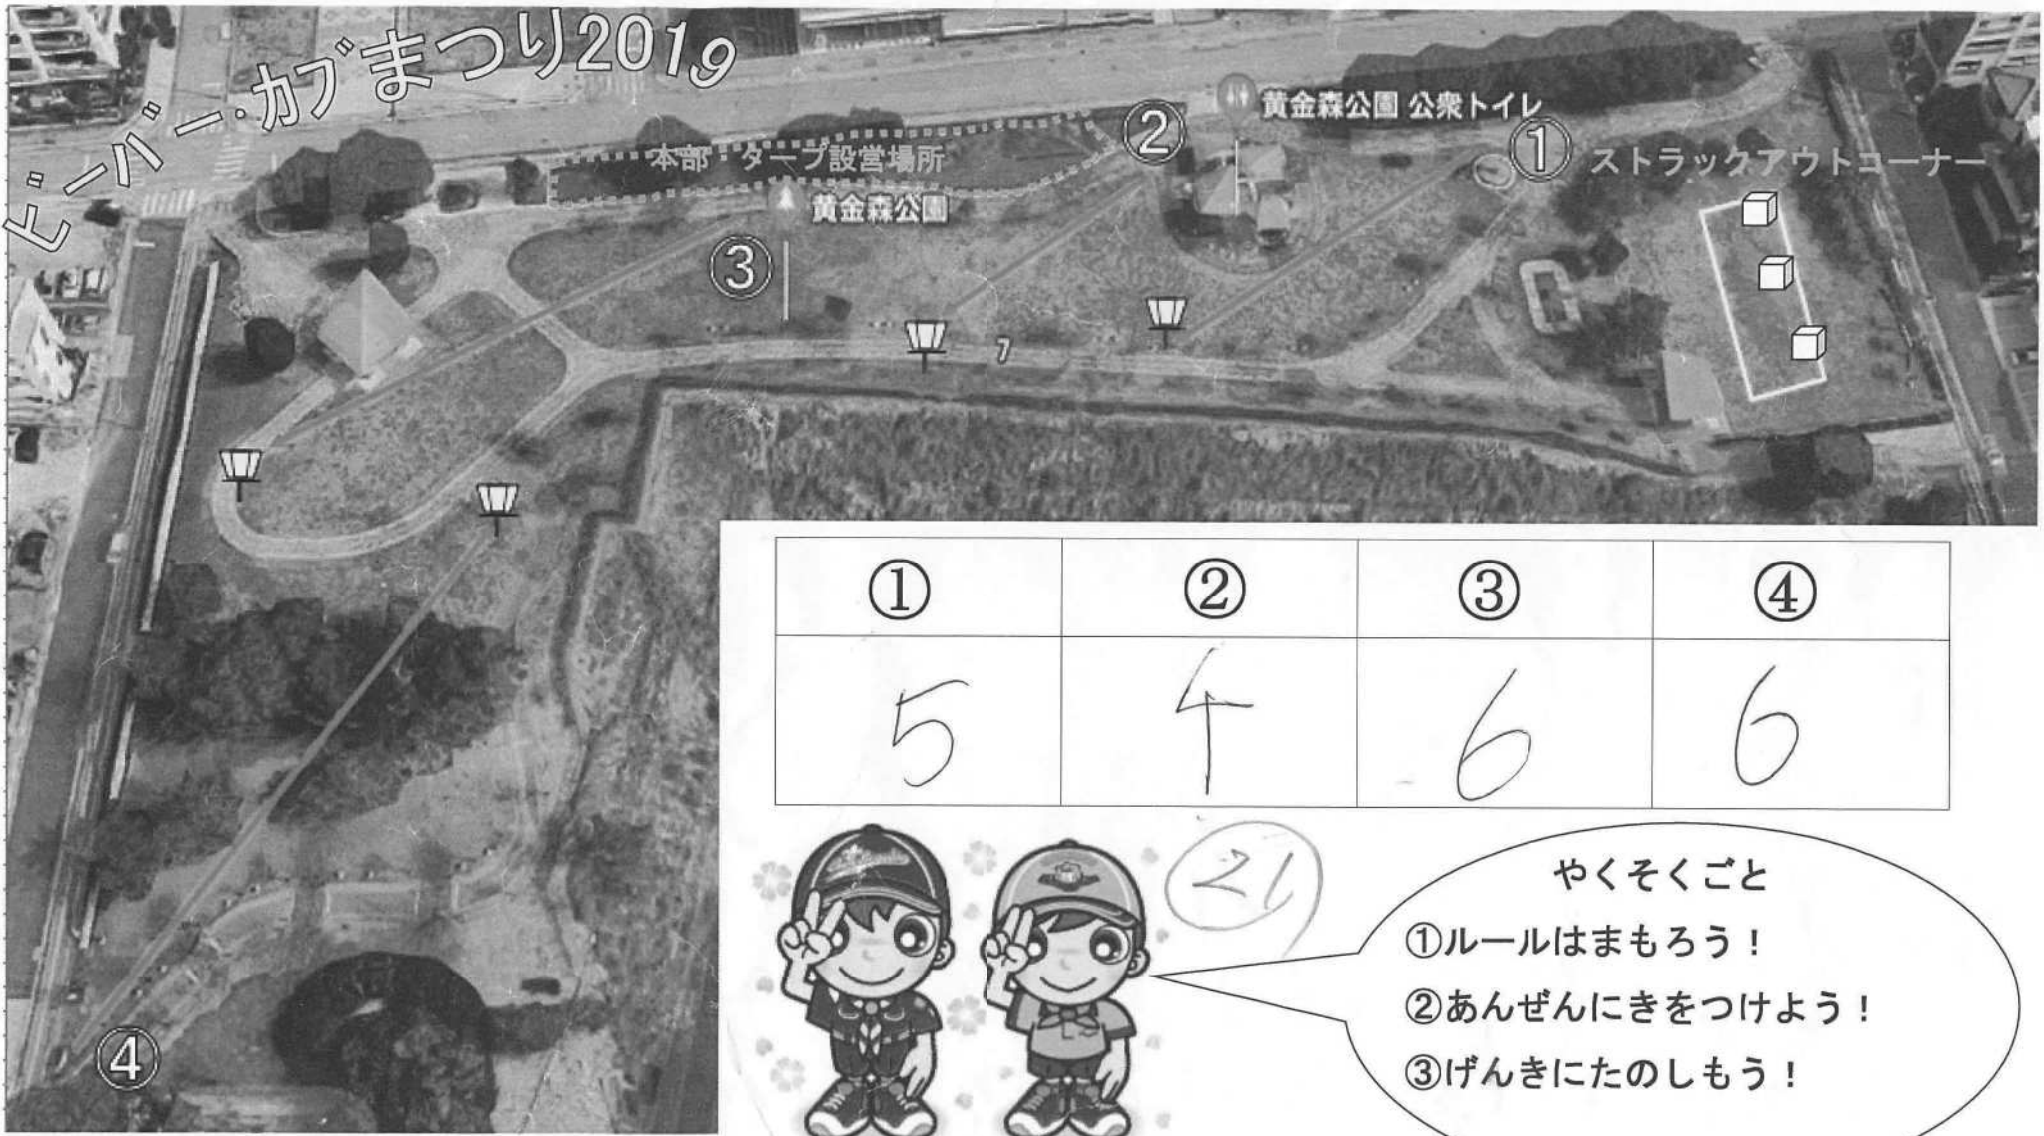 ビーバー・カブまつり2019
黄金森公園 公衆トイレ
②
①
ストラックアウトコーナー
本部・タープ設営場所
黄金森公園
③
④
① ② ③ ④
5 4 6 6
21
やくそくごと
①ルールはまもろう！
②あんぜんにきをつけよう！
③げんきにたのしもう！